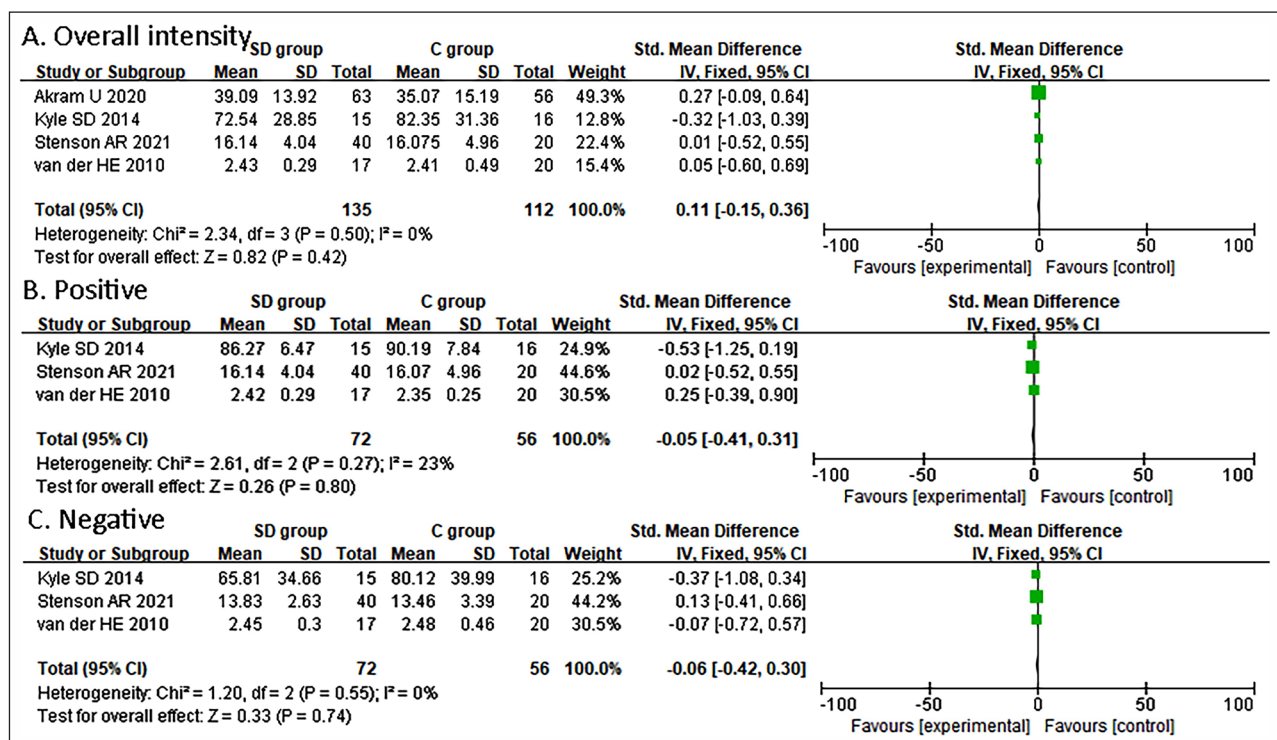 A. Overall intensity
SD group C group Std. Mean Difference Std. Mean Difference
Study or Subgroup Mean SD Total Mean SD Total Weight IV, Fixed, 95% CI IV, Fixed, 95% CI
Akram U 2020 39.09 13.92 63 35.07 15.19 56 49.3% 0.27 [-0.09, 0.64]
Kyle SD 2014 72.54 28.85 15 82.35 31.36 16 12.8% -0.32 [-1.03, 0.39]
Stenson AR 2021 16.14 4.04 40 16.075 4.96 20 22.4% 0.01 [-0.52, 0.55]
van der HE 2010 2.43 0.29 17 2.41 0.49 20 15.4% 0.05 [-0.60, 0.69]
Total (95% CI) 135 112 100.0% 0.11 [-0.15, 0.36]
Heterogeneity: Chi² = 2.34, df = 3 (P = 0.50); I² = 0%
Test for overall effect: Z = 0.82 (P = 0.42)
-100 -50 0 50 100
Favours [experimental] Favours [control]
B. Positive
SD group C group Std. Mean Difference Std. Mean Difference
Study or Subgroup Mean SD Total Mean SD Total Weight IV, Fixed, 95% CI IV, Fixed, 95% CI
Kyle SD 2014 86.27 6.47 15 90.19 7.84 16 24.9% -0.53 [-1.25, 0.19]
Stenson AR 2021 16.14 4.04 40 16.07 4.96 20 44.6% 0.02 [-0.52, 0.55]
van der HE 2010 2.42 0.29 17 2.35 0.25 20 30.5% 0.25 [-0.39, 0.90]
Total (95% CI) 72 56 100.0% -0.05 [-0.41, 0.31]
Heterogeneity: Chi² = 2.61, df = 2 (P = 0.27); I² = 23%
Test for overall effect: Z = 0.26 (P = 0.80)
-100 -50 0 50 100
Favours [experimental] Favours [control]
C. Negative
SD group C group Std. Mean Difference Std. Mean Difference
Study or Subgroup Mean SD Total Mean SD Total Weight IV, Fixed, 95% CI IV, Fixed, 95% CI
Kyle SD 2014 65.81 34.66 15 80.12 39.99 16 25.2% -0.37 [-1.08, 0.34]
Stenson AR 2021 13.83 2.63 40 13.46 3.39 20 44.2% 0.13 [-0.41, 0.66]
van der HE 2010 2.45 0.3 17 2.48 0.46 20 30.5% -0.07 [-0.72, 0.57]
Total (95% CI) 72 56 100.0% -0.06 [-0.42, 0.30]
Heterogeneity: Chi² = 1.20, df = 2 (P = 0.55); I² = 0%
Test for overall effect: Z = 0.33 (P = 0.74)
-100 -50 0 50 100
Favours [experimental] Favours [control]